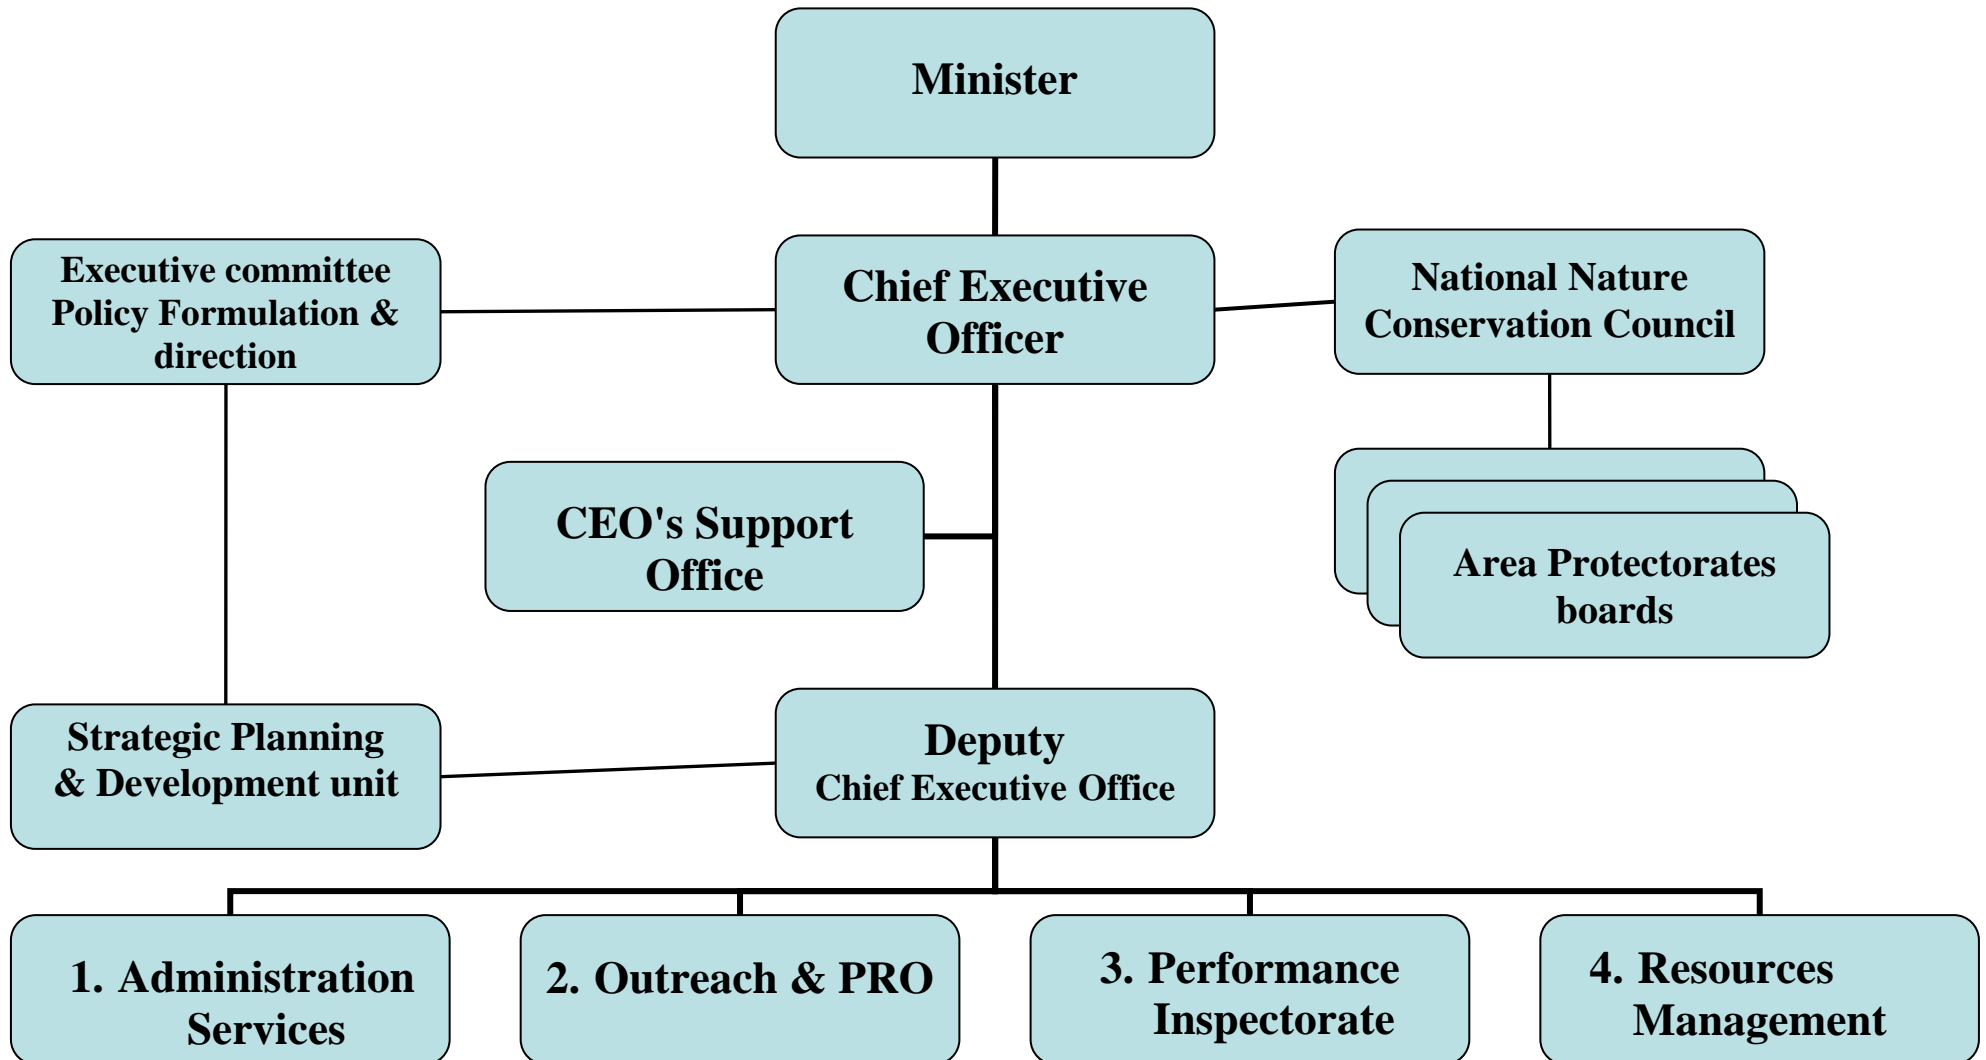 Minister
Executive committee
Policy Formulation &
direction
Chief Executive
Officer
National Nature
Conservation Council
CEO's Support
Office
Area Protectorates
boards
Strategic Planning
& Development unit
Deputy
Chief Executive Office
1. Administration
Services
2. Outreach & PRO
3. Performance
Inspectorate
4. Resources
Management